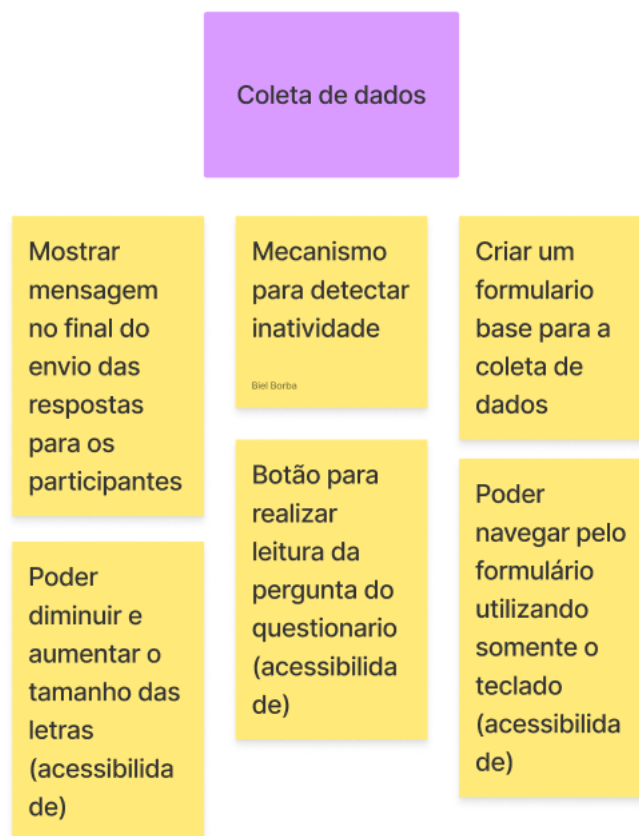 Coleta de dados
Mostrar
mensagem
no final do
envio das
respostas
para os
participantes
Mecanismo
para detectar
inatividade
Biel Borba
Criar um
formulario
base para a
coleta de
dados
Poder
diminuir e
aumentar o
tamanho das
letras
(acessibilida
de)
Botão para
realizar
leitura da
pergunta do
questionario
(acessibilida
de)
Poder
navegar pelo
formulário
utilizando
somente o
teclado
(acessibilida
de)